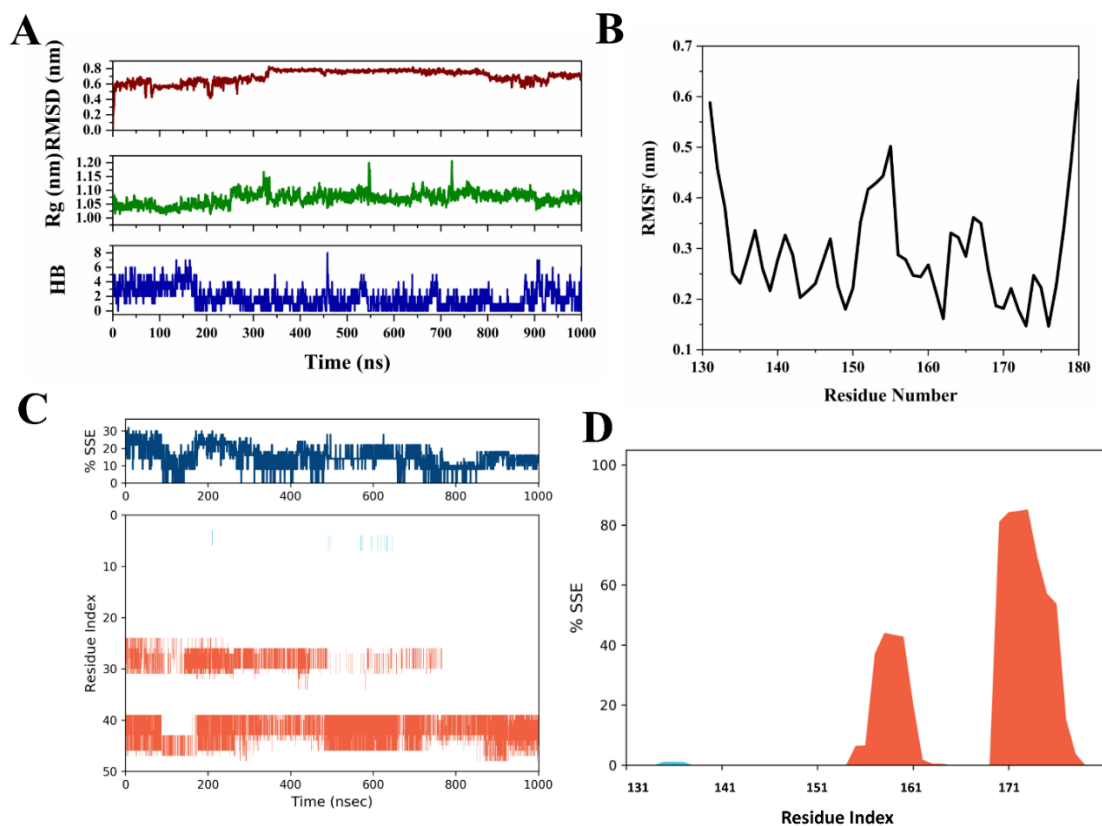 A
RMSD (nm)
0.8
0.6
0.4
0.2
0.0
Rg (nm)
1.20
1.15
1.10
1.05
HB
8
6
4
2
0
0 100 200 300 400 500 600 700 800 900 1000
Time (ns)
B
RMSF (nm)
0.7
0.6
0.5
0.4
0.3
0.2
0.1
130 140 150 160 170 180
Residue Number
C
% SSE
30
20
10
0
0 200 400 600 800 1000
Residue Index
0
10
20
30
40
50
0 200 400 600 800 1000
Time (nsec)
D
% SSE
100
80
60
40
20
0
131 141 151 161 171
Residue Index